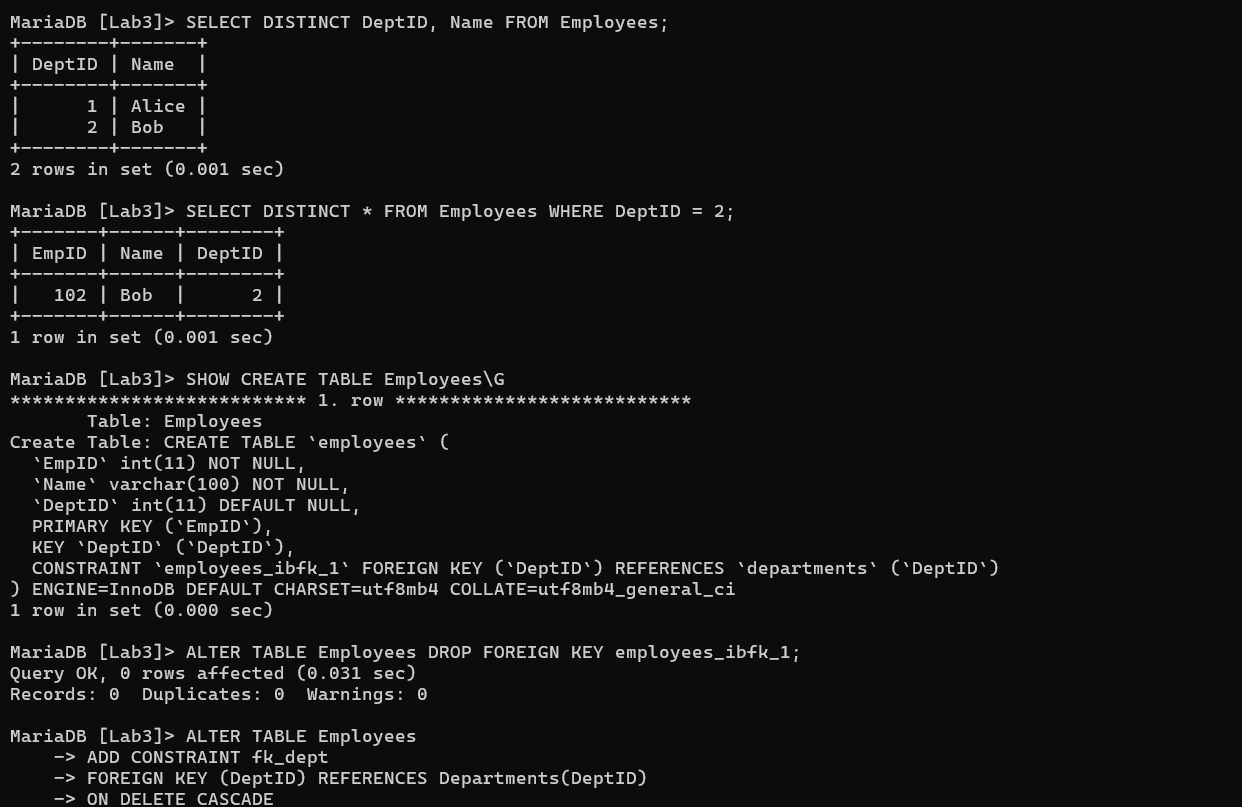 MariaDB [Lab3]> SELECT DISTINCT DeptID, Name FROM Employees;
+--------+-------+
| DeptID | Name  |
+--------+-------+
|      1 | Alice |
|      2 | Bob   |
+--------+-------+
2 rows in set (0.001 sec)

MariaDB [Lab3]> SELECT DISTINCT * FROM Employees WHERE DeptID = 2;
+-------+------+--------+
| EmpID | Name | DeptID |
+-------+------+--------+
|   102 | Bob  |      2 |
+-------+------+--------+
1 row in set (0.001 sec)

MariaDB [Lab3]> SHOW CREATE TABLE Employees\G
*************************** 1. row ***************************
       Table: Employees
Create Table: CREATE TABLE `employees` (
  `EmpID` int(11) NOT NULL,
  `Name` varchar(100) NOT NULL,
  `DeptID` int(11) DEFAULT NULL,
  PRIMARY KEY (`EmpID`),
  KEY `DeptID` (`DeptID`),
  CONSTRAINT `employees_ibfk_1` FOREIGN KEY (`DeptID`) REFERENCES `departments` (`DeptID`)
) ENGINE=InnoDB DEFAULT CHARSET=utf8mb4 COLLATE=utf8mb4_general_ci
1 row in set (0.000 sec)

MariaDB [Lab3]> ALTER TABLE Employees DROP FOREIGN KEY employees_ibfk_1;
Query OK, 0 rows affected (0.031 sec)
Records: 0  Duplicates: 0  Warnings: 0

MariaDB [Lab3]> ALTER TABLE Employees
    -> ADD CONSTRAINT fk_dept
    -> FOREIGN KEY (DeptID) REFERENCES Departments(DeptID)
    -> ON DELETE CASCADE